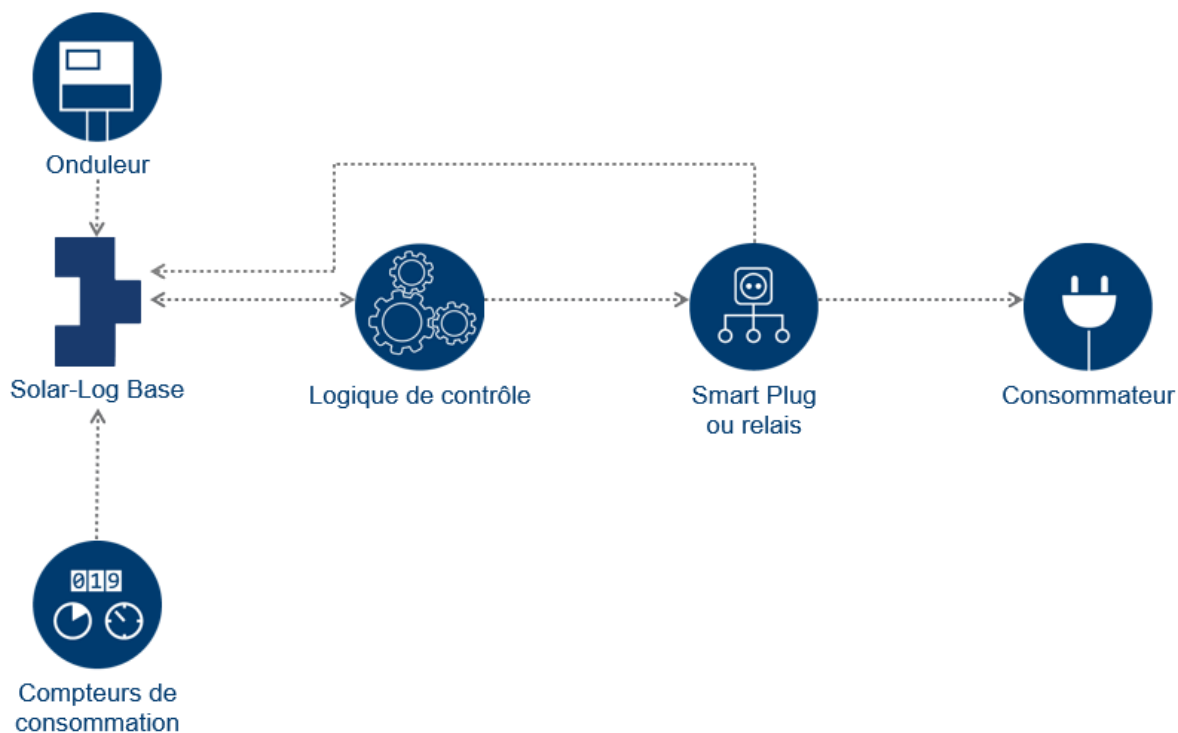 Onduleur
Solar-Log Base
Logique de contrôle
Smart Plug
ou relais
Consommateur
019
Compteurs de
consommation